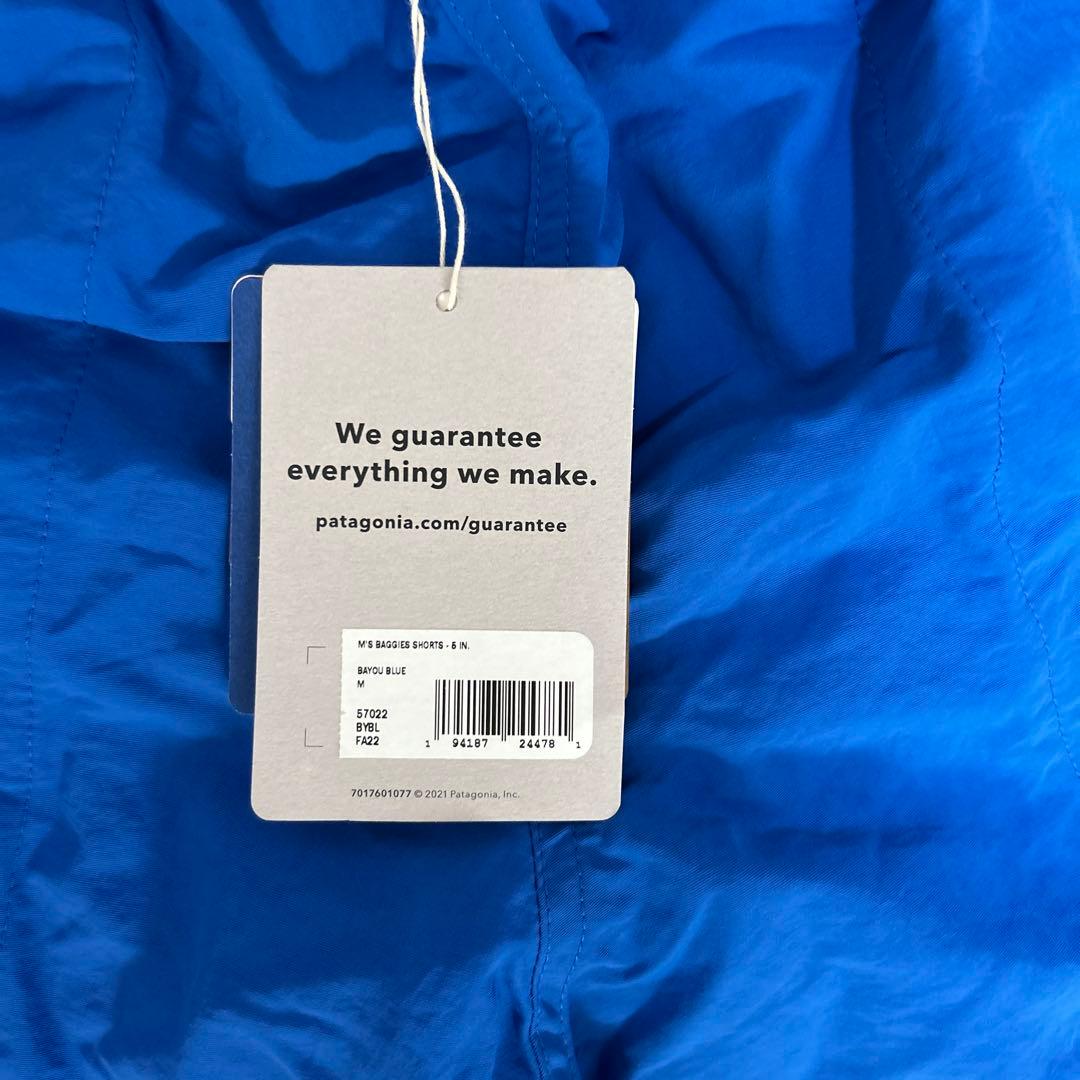 We guarantee
everything we make.
patagonia.com/guarantee
M'S BAGGIES SHORTS - 5 IN.
BAYOU BLUE
M
57022
BYBL
FA22
1 94187 24478 1
7017601077 © 2021 Patagonia, Inc.